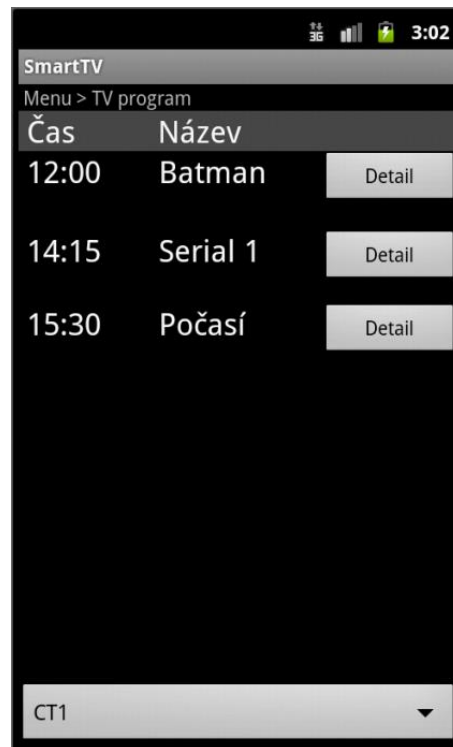 3G 3:02
SmartTV
Menu > TV program
Čas Název
12:00 Batman Detail
14:15 Serial 1 Detail
15:30 Počasí Detail
CT1